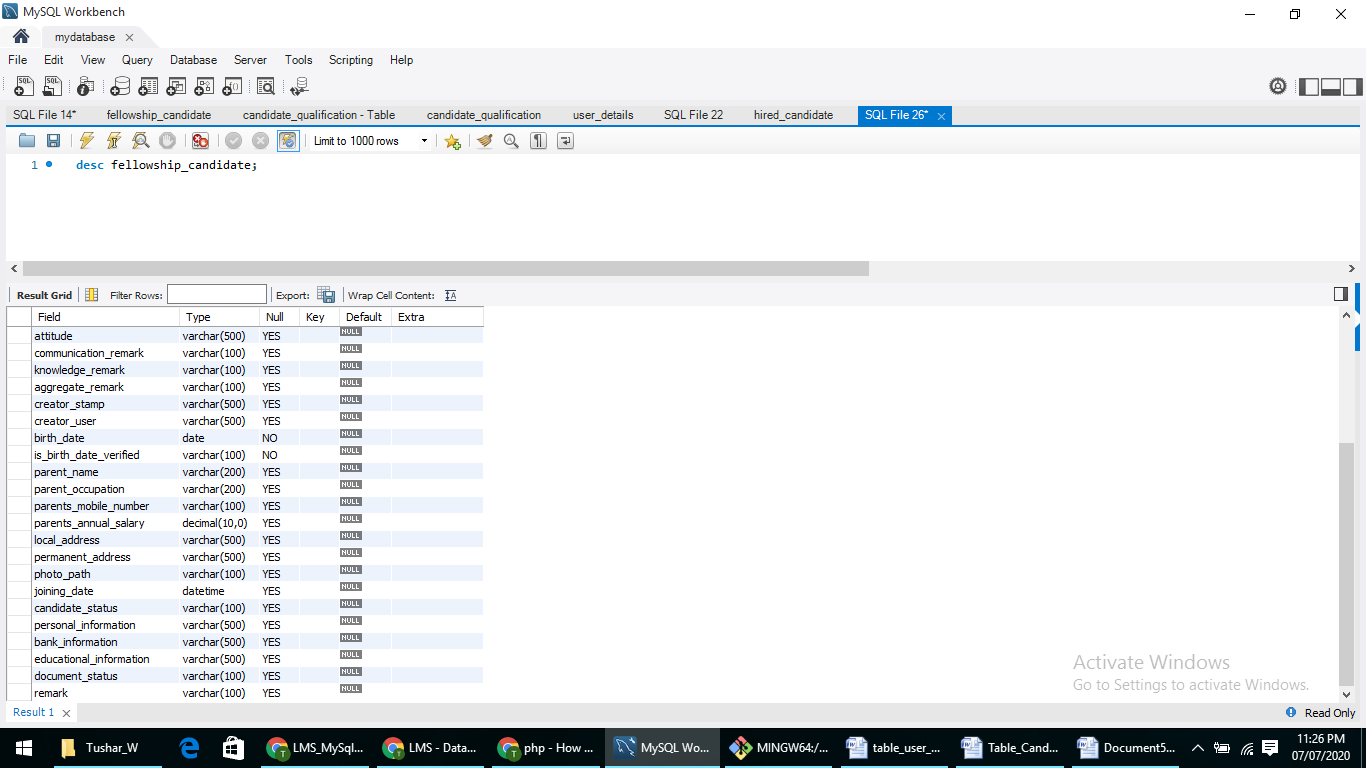 MySQL Workbench
mydatabase
File Edit View Query Database Server Tools Scripting Help
SQL File 14* fellowship_candidate candidate_qualification - Table candidate_qualification user_details SQL File 22 hired_candidate SQL File 26*
Limit to 1000 rows
1 desc fellowship_candidate;
Result Grid Filter Rows: Export: Wrap Cell Content:
Field Type Null Key Default Extra
attitude varchar(500) YES NULL
communication_remark varchar(100) YES NULL
knowledge_remark varchar(100) YES NULL
aggregate_remark varchar(100) YES NULL
creator_stamp varchar(500) YES NULL
creator_user varchar(500) YES NULL
birth_date date NO NULL
is_birth_date_verified varchar(100) NO NULL
parent_name varchar(200) YES NULL
parent_occupation varchar(200) YES NULL
parents_mobile_number varchar(100) YES NULL
parents_annual_salary decimal(10,0) YES NULL
local_address varchar(500) YES NULL
permanent_address varchar(500) YES NULL
photo_path varchar(100) YES NULL
joining_date datetime YES NULL
candidate_status varchar(100) YES NULL
personal_information varchar(500) YES NULL
bank_information varchar(500) YES NULL
educational_information varchar(500) YES NULL
document_status varchar(100) YES NULL
remark varchar(100) YES NULL
Activate Windows
Go to Settings to activate Windows.
Result 1 Read Only
Tushar_W LMS_MySql... LMS - Data... php - How ... MySQL Wo... MINGW64:/... table_user_... Table_Cand... Document5...
11:26 PM
07/07/2020